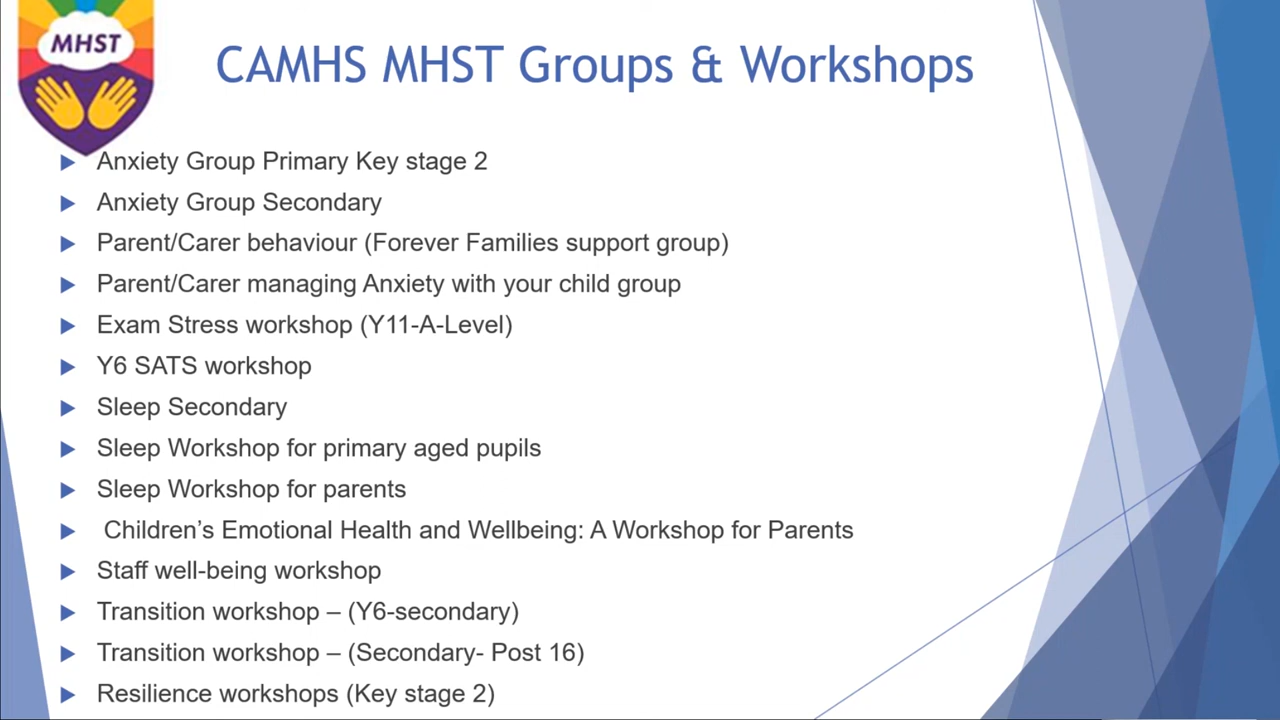 MHST
CAMHS MHST Groups & Workshops
Anxiety Group Primary Key stage 2
Anxiety Group Secondary
Parent/Carer behaviour (Forever Families support group)
Parent/Carer managing Anxiety with your child group
Exam Stress workshop (Y11-A-Level)
Y6 SATS workshop
Sleep Secondary
Sleep Workshop for primary aged pupils
Sleep Workshop for parents
Children’s Emotional Health and Wellbeing: A Workshop for Parents
Staff well-being workshop
Transition workshop – (Y6-secondary)
Transition workshop – (Secondary- Post 16)
Resilience workshops (Key stage 2)